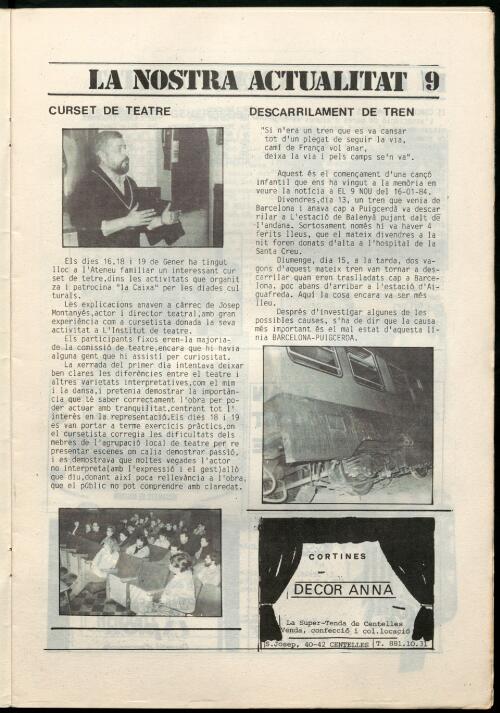 LA NOSTRA ACTUALITAT 9
CURSET DE TEATRE
Els dies 16,18 i 19 de Gener ha tingut
lloc a l'Ateneu familiar un interessant cur
set de tetre,dins les activitats que organit
za i patrocina "la Caixa" per les diades cul
turals.
Les explicacions anaven a càrrec de Josep
Montanyés,actor i director teatral,amb gran
experiència com a cursetista donada la seva
activitat a L'Institut de teatre.
Els participants fixos eren-la majoria-
de la comissió de teatre,encara que hi havia
alguna gent que hi assistí per curiositat.
La xerrada del primer dia intentava deixar
ben clares les diferències entre el teatre i
altres varietats interpretatives,com el mim
i la dansa,i pretenia demostrar la importàn-
cia que té saber correctament l'obra per po-
der actuar amb tranquilitat,centrant tot l'
interès en la representació.Els dies 18 i 19
es van portar a terme exercicis pràctics,on
el cursetista corregia les dificultats dels
mebres de l'agrupació local de teatre per re
presentar escenes on calia demostrar passió,
i es demostrava que moltes vegades l'actor
no interpreta(amb l'expressió i el gest)allò
que diu,donant així poca rellevància a l'obra,
que el públic no pot comprendre amb claredat.
DESCARRILAMENT DE TREN
"Si n'era un tren que es va cansar
tot d'un plegat de seguir la via,
camí de França vol anar,
deixa la via i pels camps se'n va".
Aquest és el començament d'una cançó
infantil que ens ha vingut a la memòria en
veure la notícia a EL 9 NOU del 16-01-84,
Divendres,dia 13, un tren que venia de
Barcelona i anava cap a Puigcerdà va descar
rilar a L'estació de Balenyà pujant dalt de
l'andana. Sortosament només hi va haver 4
ferits lleus, que el mateix divendres a la
nit foren donats d'alta a l'hospital de la
Santa Creu.
Diumenge, dia 15, a la tarda, dos va-
gons d'aquest mateix tren van tornar a des-
carrilar quan eren traslladats cap a Barce-
lona, poc abans d'arribar a l'estació d'Ai-
guafreda. Aquí la cosa encara va ser més
lleu.
Desprès d'investigar algunes de les
possibles causes, s'ha de dir que la causa
més important és el mal estat d'aquesta lí-
nia BARCELONA-PUIGCERDA.
CORTINES
DECOR ANNA
La Super-Tenda de Centelles
Venda, confecció i col.locació
S.Josep, 40-42 CENTELLES T. 881.10.31